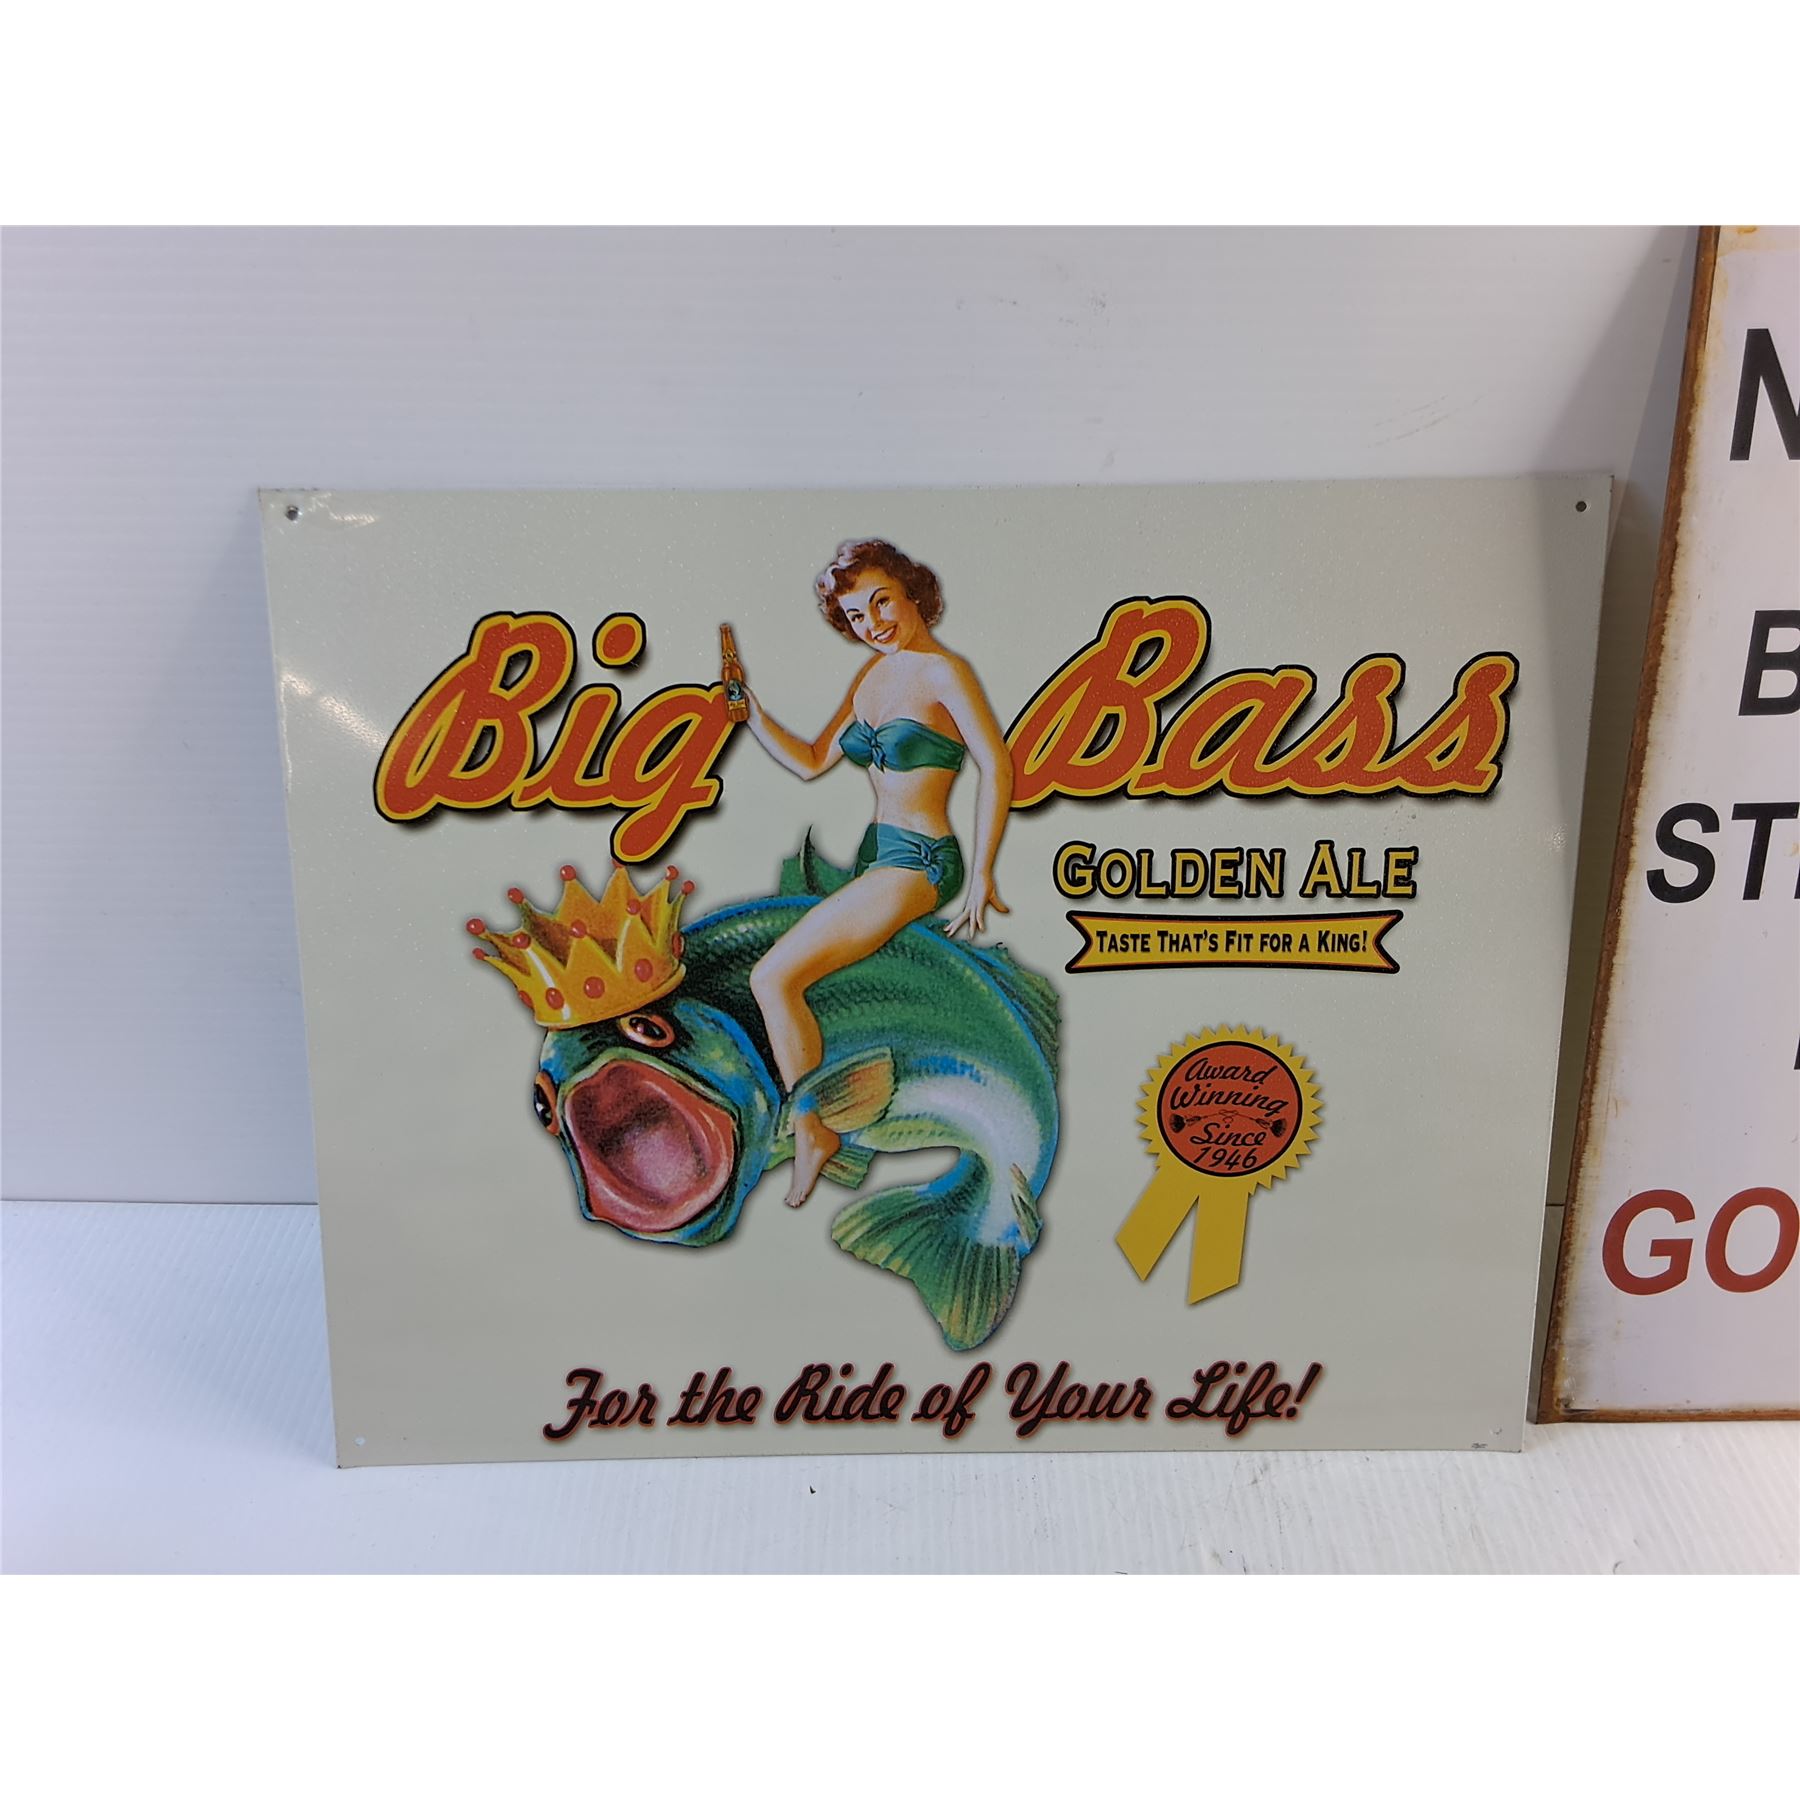 Big Bass
GOLDEN ALE
TASTE THAT'S FIT FOR A KING!
Award
Winning
Since
1946
For the Ride of Your Life!
N
B
ST
GO